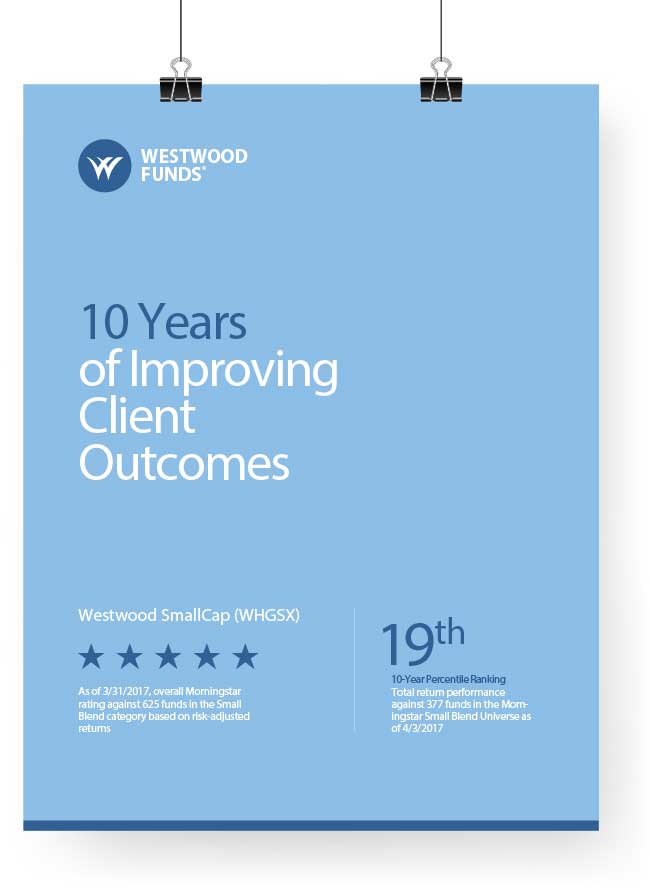 WESTWOOD
FUNDS®
10 Years
of Improving
Client
Outcomes
Westwood SmallCap (WHGSX)
As of 3/31/2017, overall Morningstar
rating against 625 funds in the Small
Blend category based on risk-adjusted
returns
19th
10-Year Percentile Ranking
Total return performance
against 377 funds in the Morn-
ingstar Small Blend Universe as
of 4/3/2017